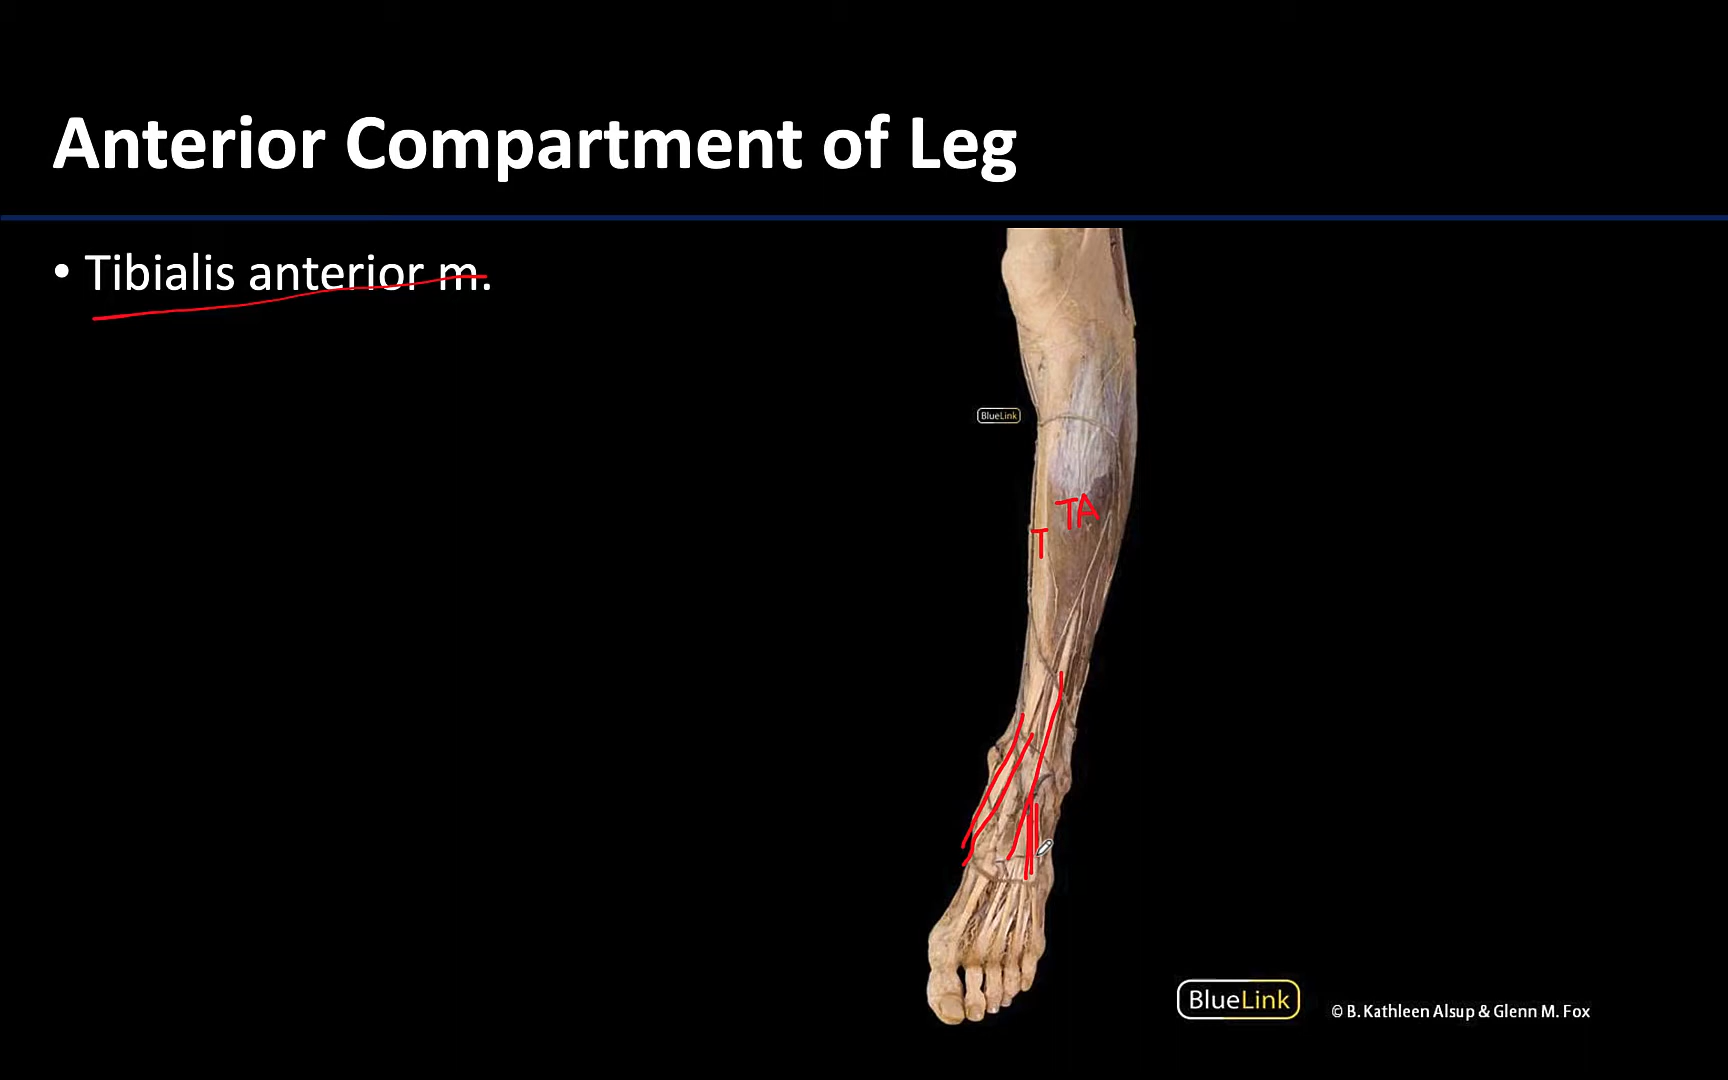 Anterior Compartment of Leg
• Tibialis anterior m.
BlueLink
TA
T
BlueLink
© B. Kathleen Alsup & Glenn M. Fox